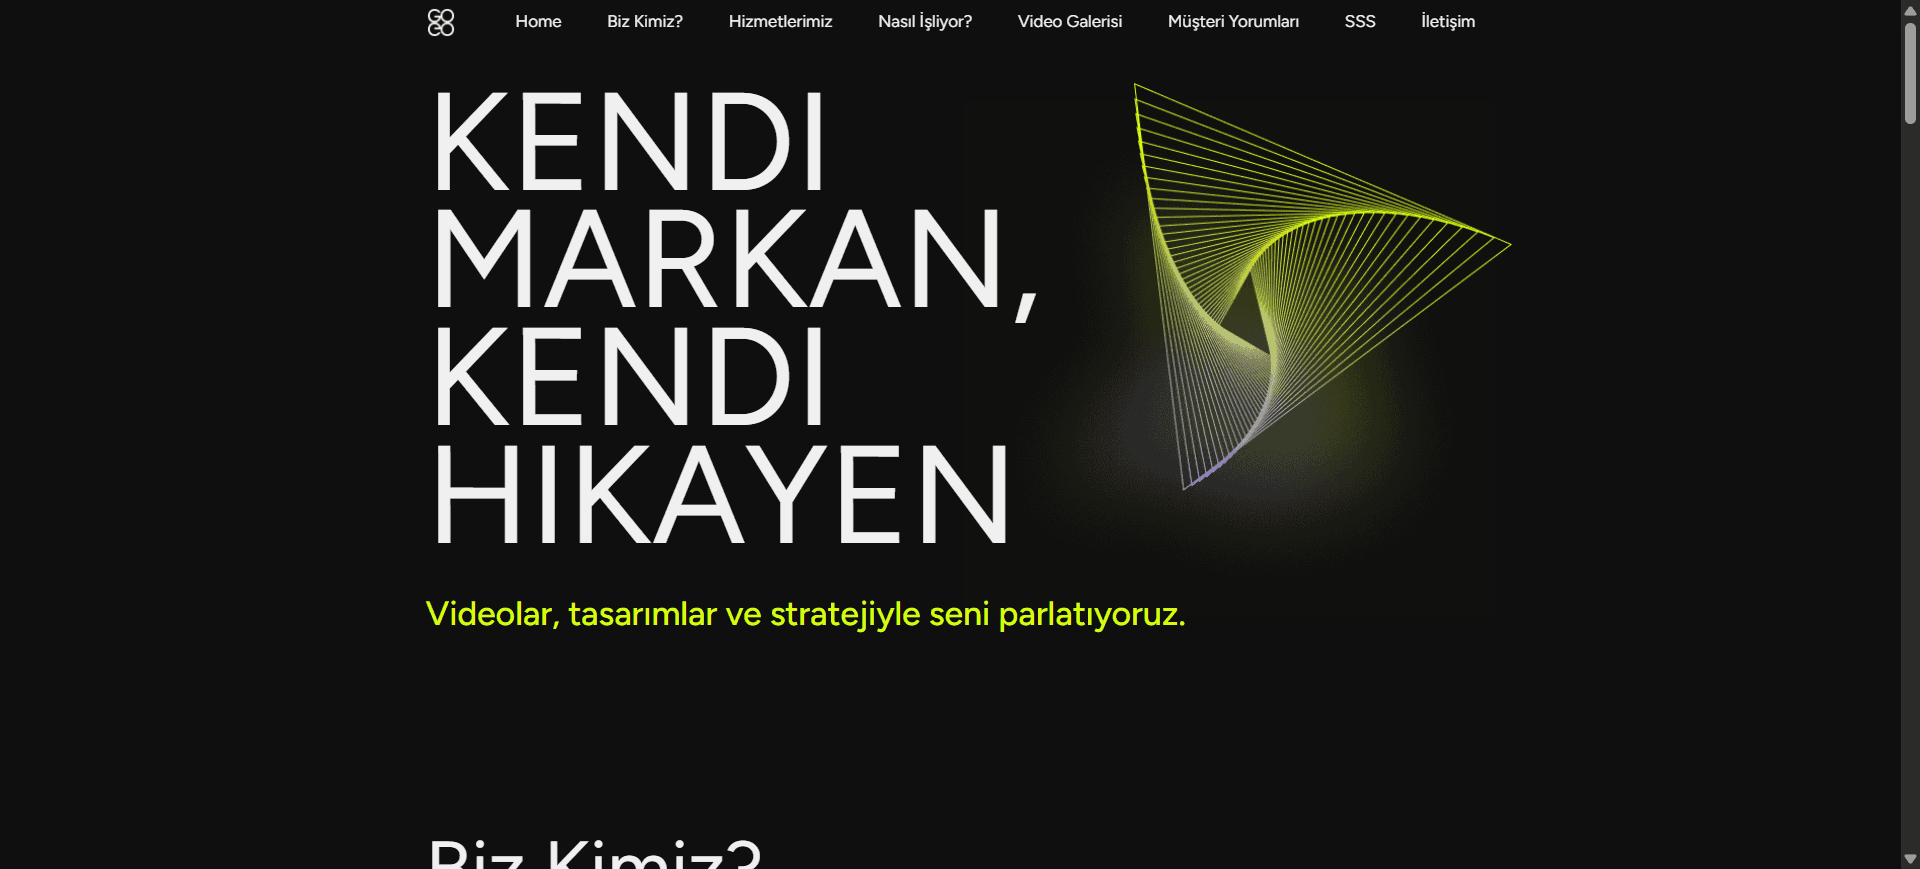 Home Biz Kimiz? Hizmetlerimiz Nasıl İşliyor? Video Galerisi Müşteri Yorumları SSS İletişim
KENDI
MARKAN,
KENDI
HIKAYEN
Videolar, tasarımlar ve stratejiyle seni parlatıyoruz.
Biz Kimiz?